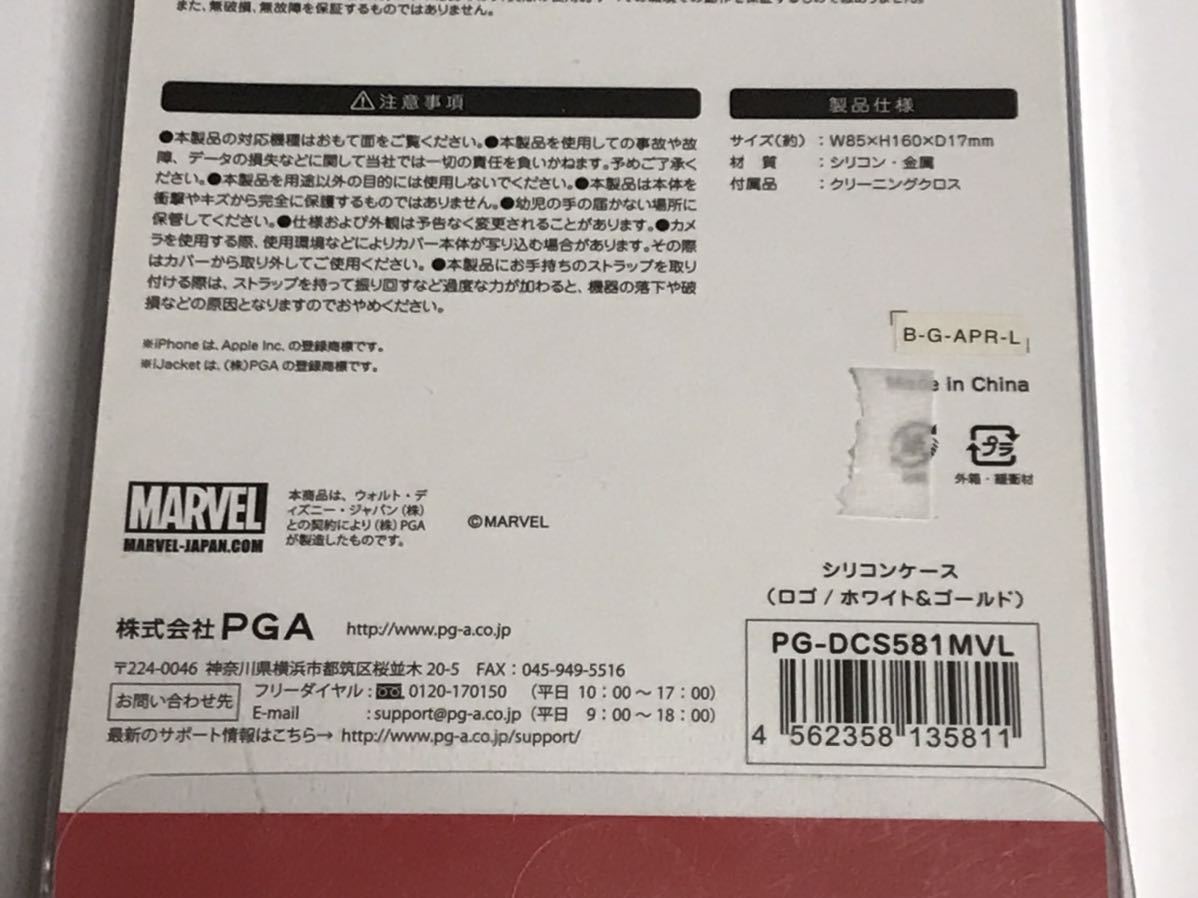 また、無破損、無故障を保証するものではありません。
⚠注意事項
●本製品の対応機種はおもて面をご覧ください。●本製品を使用しての事故や故
障、データの損失などに関して当社では一切の責任を負いかねます。予めご了承く
ださい。●本製品を用途以外の目的には使用しないでください。●本製品は本体を
衝撃やキズから完全に保護するものではありません。●幼児の手の届かない場所に
保管してください。●仕様および外観は予告なく変更されることがあります。●カメ
ラを使用する際、使用環境などによりカバー本体が写り込む場合があります。その際
はカバーから取り外してご使用ください。●本製品にお手持ちのストラップを取り
付ける際は、ストラップを持って振り回すなど過度な力が加わると、機器の落下や破
損などの原因となりますのでおやめください。
※iPhoneは、Apple Inc. の登録商標です。
※iJacketは、(株)PGAの登録商標です。
製品仕様
サイズ(約) : W85×H160×D17mm
材 質 : シリコン・金属
付属品 : クリーニングクロス
B-G-APR-L
Made in China
プラ
外箱・緩衝材
MARVEL
MARVEL-JAPAN.COM
本商品は、ウォルト・デ
ィズニー・ジャパン(株)
との契約により(株)PGA
が製造したものです。
©MARVEL
シリコンケース
(ロゴ / ホワイト&ゴールド)
PG-DCS581MVL
4 562358 135811
株式会社PGA http://www.pg-a.co.jp
〒224-0046 神奈川県横浜市都筑区桜並木 20-5 FAX : 045-949-5516
お問い合わせ先
フリーダイヤル : 0120-170150 (平日 10 : 00 ～ 17 : 00)
E-mail : support@pg-a.co.jp (平日 9 : 00 ～ 18 : 00)
最新のサポート情報はこちら→ http://www.pg-a.co.jp/support/